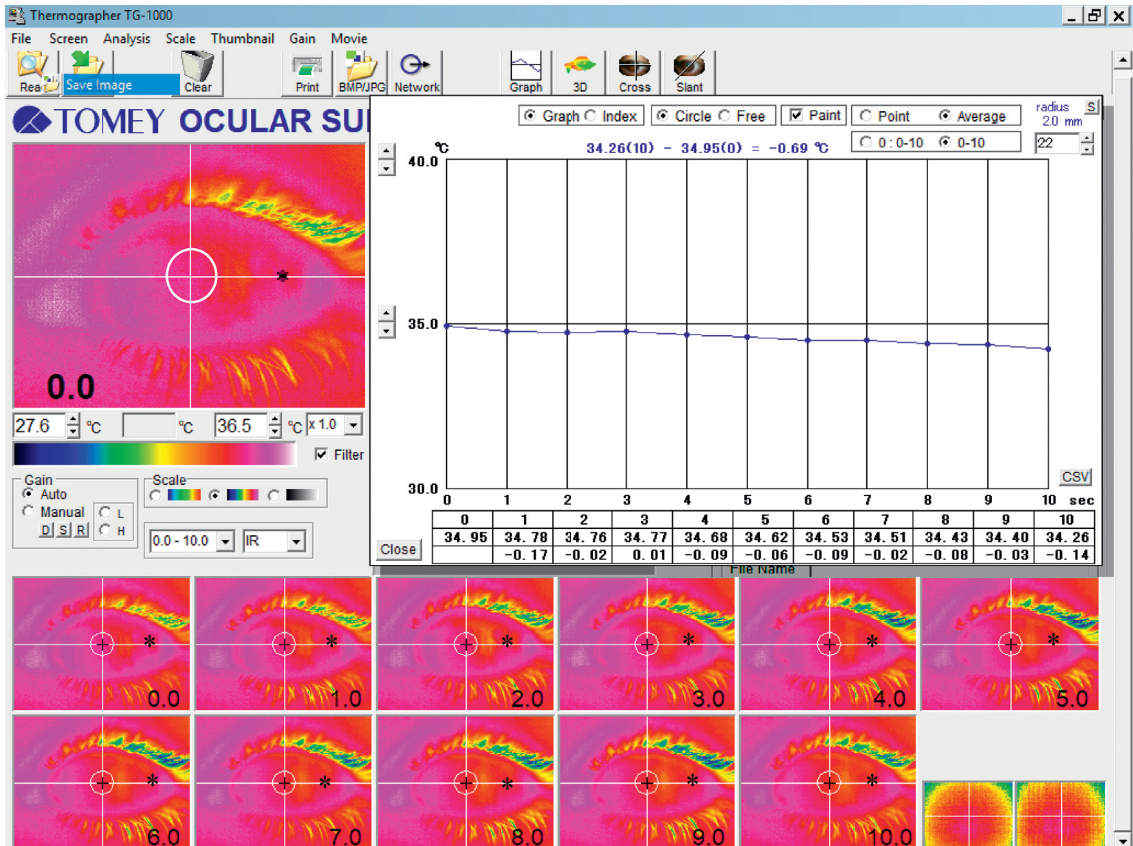 Thermographer TG-1000
File Screen Analysis Scale Thumbnail Gain Movie
Rea Save Image Clear Print BMP/JPG Network Graph 3D Cross Slant
TOMEY OCULAR SU
Graph Index Circle Free Paint Point Average
radius S
2.0 mm
0:0-10 0-10 22
34.26(10) - 34.95(0) = -0.69 ℃
℃
40.0
35.0
30.0
0 1 2 3 4 5 6 7 8 9 10 sec
CSV
0 1 2 3 4 5 6 7 8 9 10
34.95 34.78 34.76 34.77 34.68 34.62 34.53 34.51 34.43 34.40 34.26
-0.17 -0.02 0.01 -0.09 -0.06 -0.09 -0.02 -0.08 -0.03 -0.14
Close
File Name
0.0
27.6 ℃ ℃ 36.5 ℃ x 1.0
Filter
Gain
Auto
Manual L
D S R H
Scale
0.0 - 10.0 IR
0.0 1.0 2.0 3.0 4.0 5.0
6.0 7.0 8.0 9.0 10.0